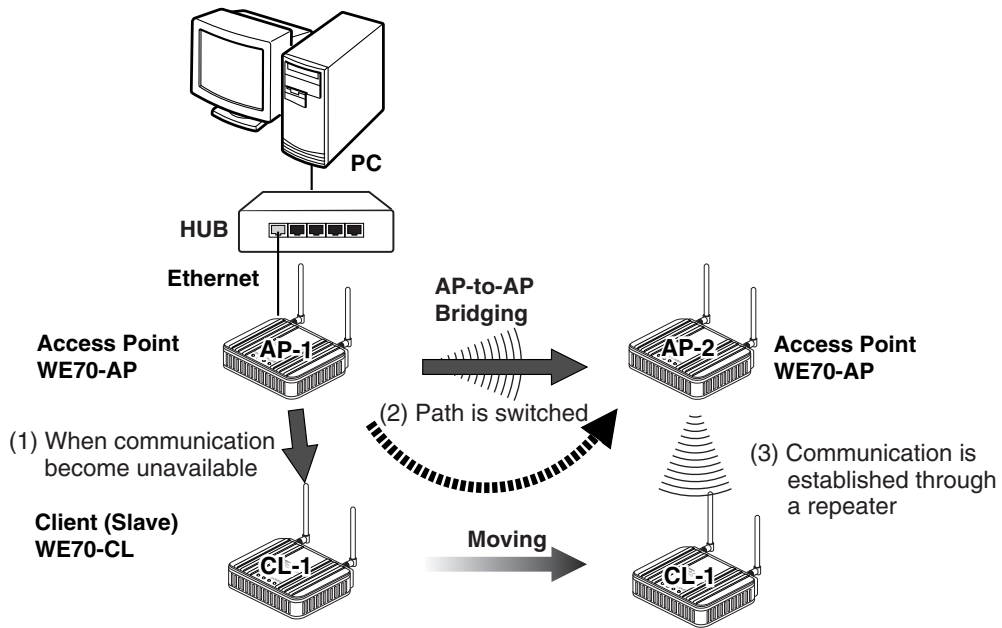 PC
HUB
Ethernet
AP-to-AP
Bridging
Access Point
WE70-AP
AP-1
AP-2
Access Point
WE70-AP
(2) Path is switched
(1) When communication
become unavailable
(3) Communication is
established through
a repeater
Client (Slave)
WE70-CL
Moving
CL-1
CL-1